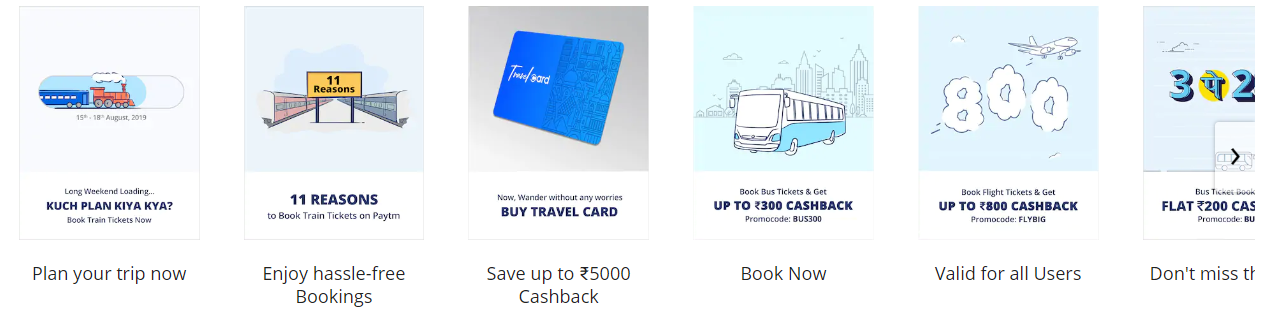 15th - 18th August, 2019
Long Weekend Loading...
KUCH PLAN KIYA KYA?
Book Train Tickets Now
Plan your trip now
11
Reasons
11 REASONS
to Book Train Tickets on Paytm
Enjoy hassle-free
Bookings
Travel Card
Now, Wander without any worries
BUY TRAVEL CARD
Save up to ₹5000
Cashback
Book Bus Tickets & Get
UP TO ₹300 CASHBACK
Promocode: BUS300
Book Now
800
Book Flight Tickets & Get
UP TO ₹800 CASHBACK
Promocode: FLYBIG
Valid for all Users
3 पे 2
Bus Ticket Book
FLAT ₹200 CAS
Promocode: BU
Don't miss th